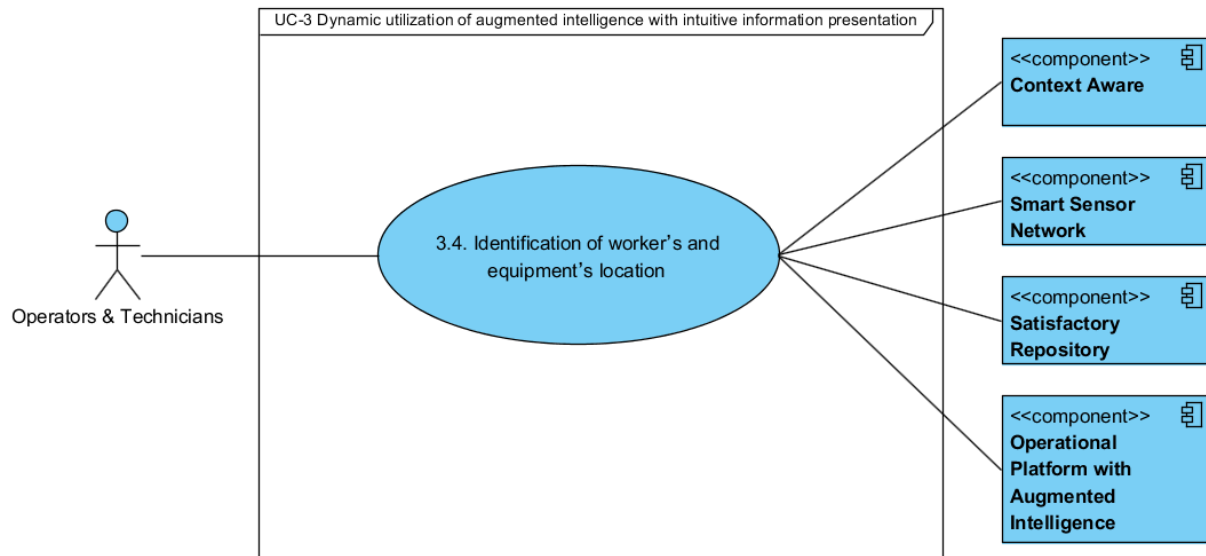 UC-3 Dynamic utilization of augmented intelligence with intuitive information presentation
<<component>>
Context Aware
<<component>>
Smart Sensor
Network
3.4. Identification of worker’s and
equipment’s location
Operators & Technicians
<<component>>
Satisfactory
Repository
<<component>>
Operational
Platform with
Augmented
Intelligence